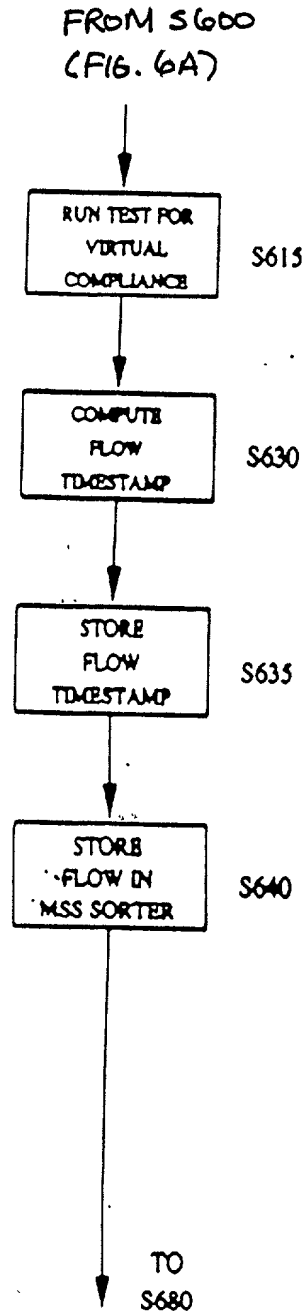 FROM S600
(FIG. 6A)
RUN TEST FOR
VIRTUAL
COMPLIANCE
S615
COMPUTE
FLOW
TIMESTAMP
S630
STORE
FLOW
TIMESTAMP
S635
STORE
FLOW IN
MSS SORTER
S640
TO
S680